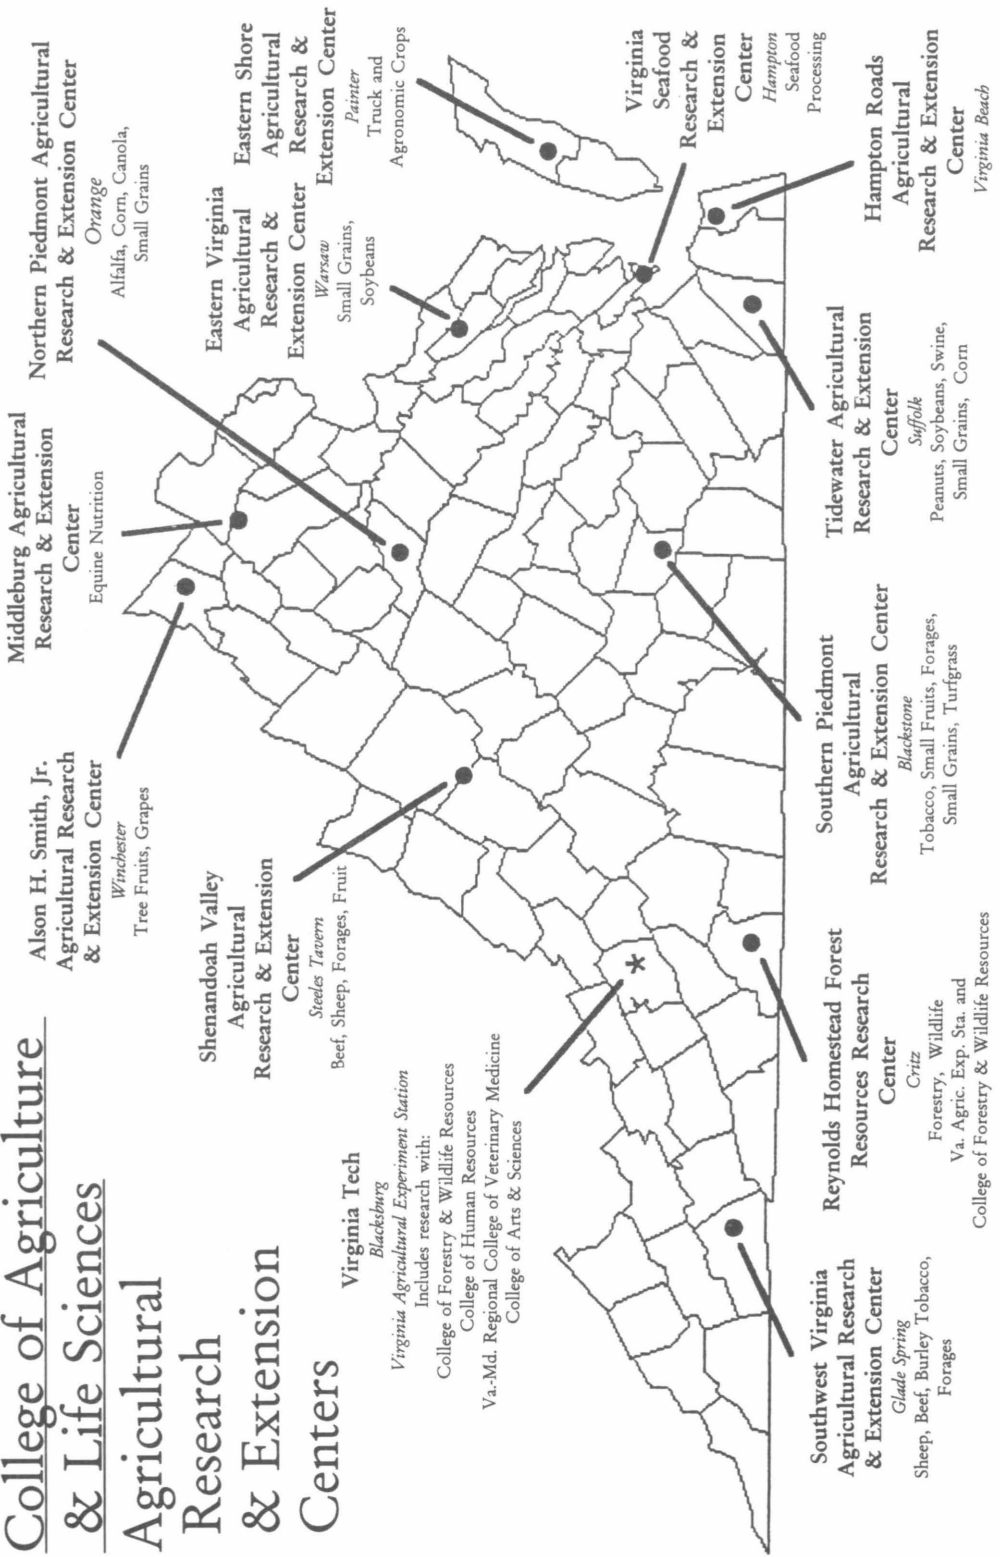 College of Agriculture
& Life Sciences
Agricultural
Research
& Extension
Centers
Alson H. Smith, Jr.
Agricultural Research
& Extension Center
Winchester
Tree Fruits, Grapes
Middleburg Agricultural
Research & Extension
Center
Equine Nutrition
Northern Piedmont Agricultural
Research & Extension Center
Orange
Alfalfa, Corn, Canola,
Small Grains
Shenandoah Valley
Agricultural
Research & Extension
Center
Steeles Tavern
Beef, Sheep, Forages, Fruit
Eastern Virginia
Agricultural
Research &
Extension Center
Warsaw
Small Grains,
Soybeans
Eastern Shore
Agricultural
Research &
Extension Center
Painter
Truck and
Agronomic Crops
Virginia Tech
Blacksburg
Virginia Agricultural Experiment Station
Includes research with:
College of Forestry & Wildlife Resources
College of Human Resources
Va.-Md. Regional College of Veterinary Medicine
College of Arts & Sciences
*
Virginia
Seafood
Research &
Extension
Center
Hampton
Seafood
Processing
Southwest Virginia
Agricultural Research
& Extension Center
Glade Spring
Sheep, Beef, Burley Tobacco,
Forages
Reynolds Homestead Forest
Resources Research
Center
Critz
Forestry, Wildlife
Va. Agric. Exp. Sta. and
College of Forestry & Wildlife Resources
Southern Piedmont
Agricultural
Research & Extension Center
Blackstone
Tobacco, Small Fruits, Forages,
Small Grains, Turfgrass
Tidewater Agricultural
Research & Extension
Center
Suffolk
Peanuts, Soybeans, Swine,
Small Grains, Corn
Hampton Roads
Agricultural
Research & Extension
Center
Virginia Beach